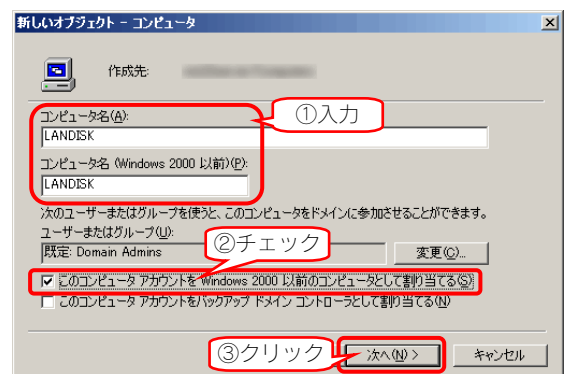 新しいオブジェクト - コンピュータ
作成先:
コンピュータ名(A):
①入力
LANDISK
コンピュータ名 (Windows 2000 以前)(P):
LANDISK
次のユーザーまたはグループを使うと、このコンピュータをドメインに参加させることができます。
ユーザーまたはグループ(U):
②チェック
既定: Domain Admins
変更(C)...
このコンピュータ アカウントを Windows 2000 以前のコンピュータとして割り当てる(S)
このコンピュータ アカウントをバックアップ ドメイン コントローラとして割り当てる(N)
③クリック
次へ(N) >
キャンセル